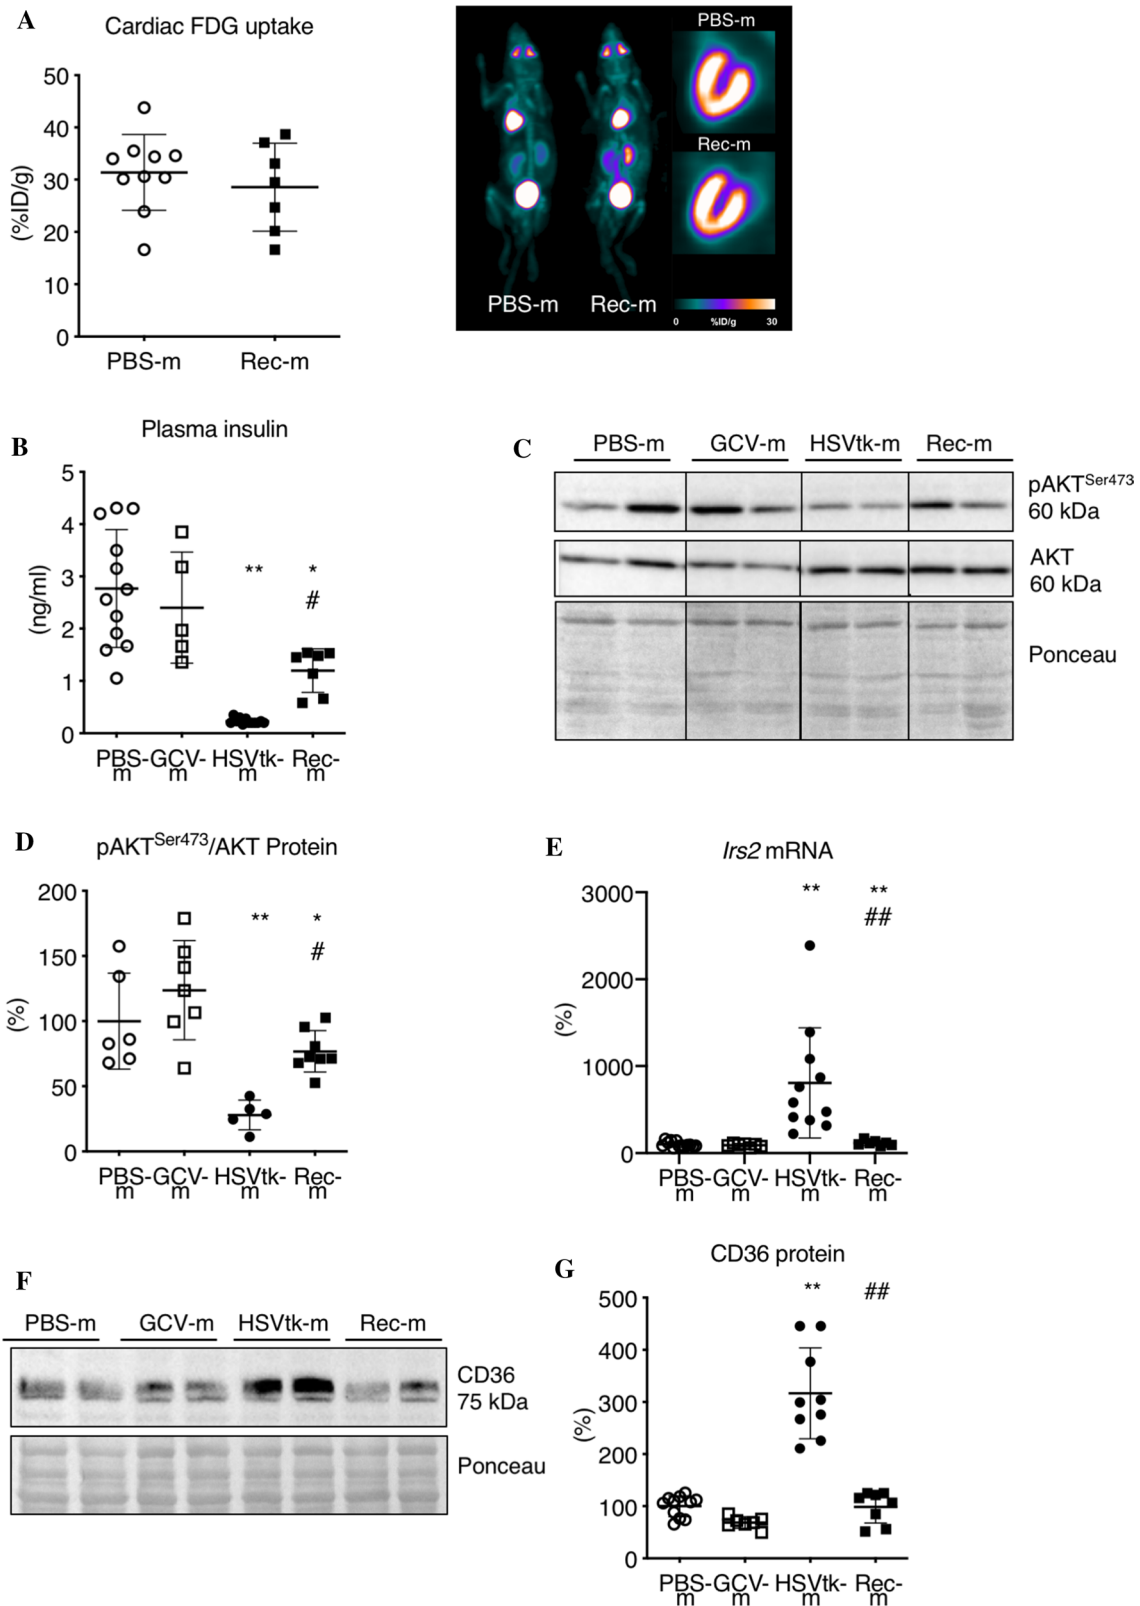 A
Cardiac FDG uptake
50
40
30
20
10
0
(%ID/g)
PBS-m
Rec-m
PBS-m
Rec-m
PBS-m
Rec-m
0
%ID/g
30
B
Plasma insulin
5
4
3
2
1
0
(ng/ml)
**
*
#
PBS-m
GCV-m
HSVtk-m
Rec-m
C
PBS-m
GCV-m
HSVtk-m
Rec-m
pAKTSer473
60 kDa
AKT
60 kDa
Ponceau
D
pAKTSer473/AKT Protein
200
150
100
50
0
(%)
**
*
#
PBS-m
GCV-m
HSVtk-m
Rec-m
E
Irs2 mRNA
3000
2000
1000
0
(%)
**
**
##
PBS-m
GCV-m
HSVtk-m
Rec-m
F
PBS-m
GCV-m
HSVtk-m
Rec-m
CD36
75 kDa
Ponceau
G
CD36 protein
500
400
300
200
100
0
(%)
**
##
PBS-m
GCV-m
HSVtk-m
Rec-m